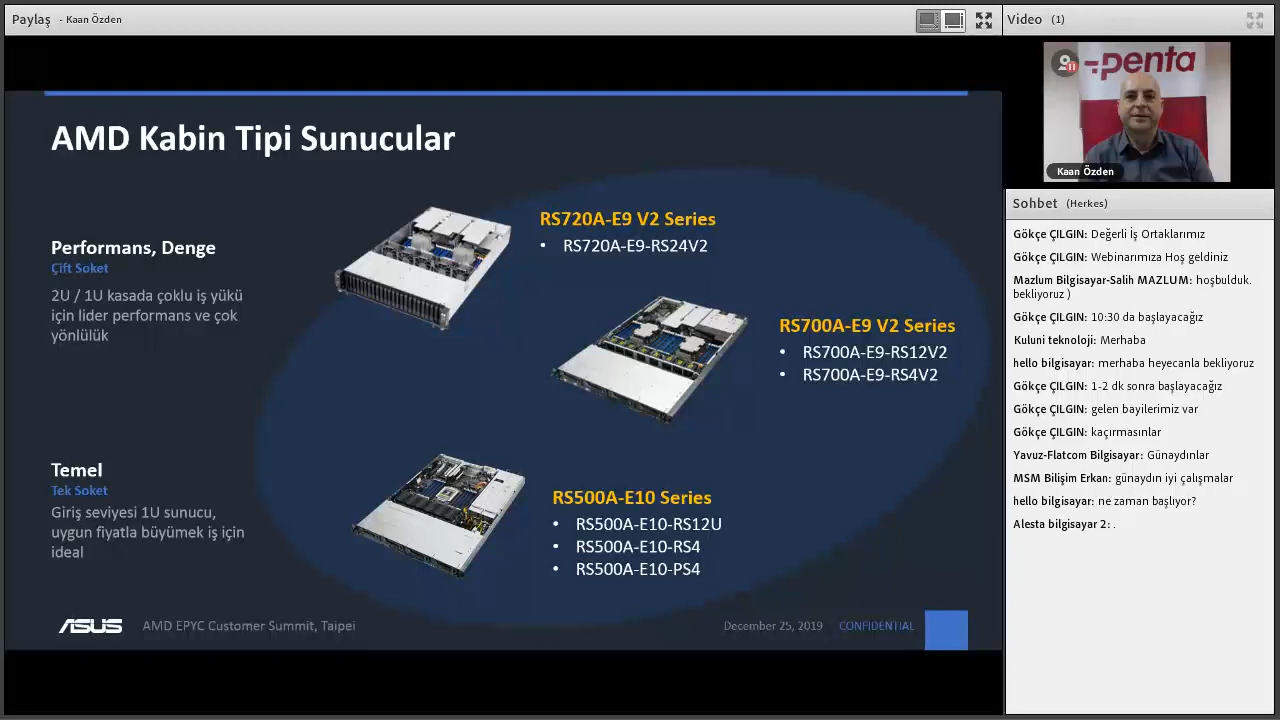 Paylaş - Kaan Özden
AMD Kabin Tipi Sunucular
Performans, Denge
Çift Soket
2U / 1U kasada çoklu iş yükü
için lider performans ve çok
yönlülük
RS720A-E9 V2 Series
• RS720A-E9-RS24V2
RS700A-E9 V2 Series
• RS700A-E9-RS12V2
• RS700A-E9-RS4V2
Temel
Tek Soket
Giriş seviyesi 1U sunucu,
uygun fiyatla büyümek iş için
ideal
RS500A-E10 Series
• RS500A-E10-RS12U
• RS500A-E10-RS4
• RS500A-E10-PS4
ASUS AMD EPYC Customer Summit, Taipei
December 25, 2019 CONFIDENTIAL
Video (1)
penta
Kaan Özden
Sohbet (Herkes)
Gökçe ÇILGIN: Değerli İş Ortaklarımız
Gökçe ÇILGIN: Webinarımıza Hoş geldiniz
Mazlum Bilgisayar-Salih MAZLUM: hoşbulduk.
bekliyoruz )
Gökçe ÇILGIN: 10:30 da başlayacağız
Kuluni teknoloji: Merhaba
hello bilgisayar: merhaba heyecanla bekliyoruz
Gökçe ÇILGIN: 1-2 dk sonra başlayacağız
Gökçe ÇILGIN: gelen bayilerimiz var
Gökçe ÇILGIN: kaçırmasınlar
Yavuz-Flatcom Bilgisayar: Günaydınlar
MSM Bilişim Erkan: günaydın iyi çalışmalar
hello bilgisayar: ne zaman başlıyor?
Alesta bilgisayar 2: .